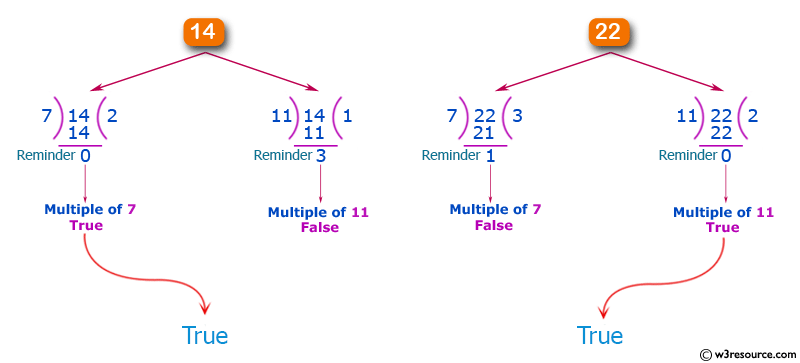 14
22
7)14(2
14
Reminder 0
11)14(1
11
Reminder 3
7)22(3
21
Reminder 1
11)22(2
22
Reminder 0
Multiple of 7
True
Multiple of 11
False
Multiple of 7
False
Multiple of 11
True
True
True
© w3resource.com